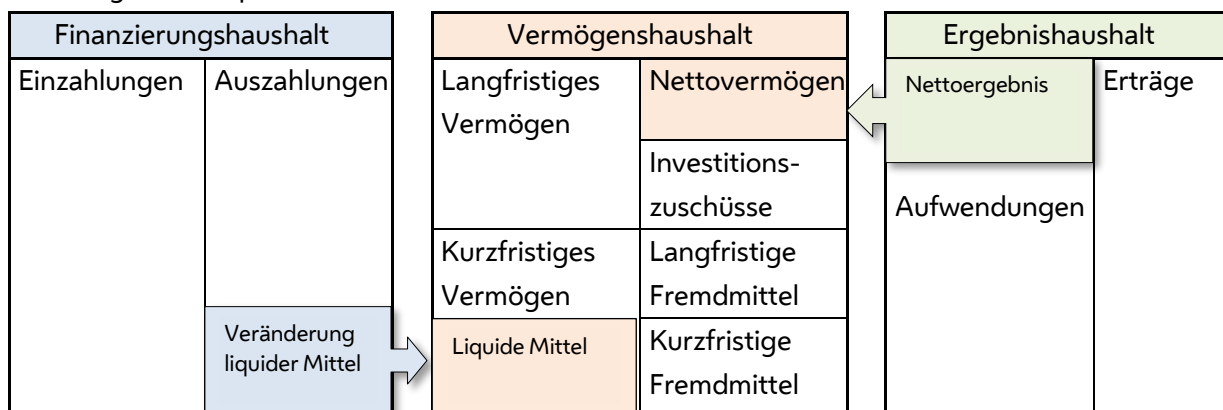 Finanzierungshaushalt
Einzahlungen
Auszahlungen
Veränderung
liquider Mittel
Vermögenshaushalt
Langfristiges
Vermögen
Kurzfristiges
Vermögen
Liquide Mittel
Nettovermögen
Investitions-
zuschüsse
Langfristige
Fremdmittel
Kurzfristige
Fremdmittel
Ergebnishaushalt
Nettoergebnis
Aufwendungen
Erträge